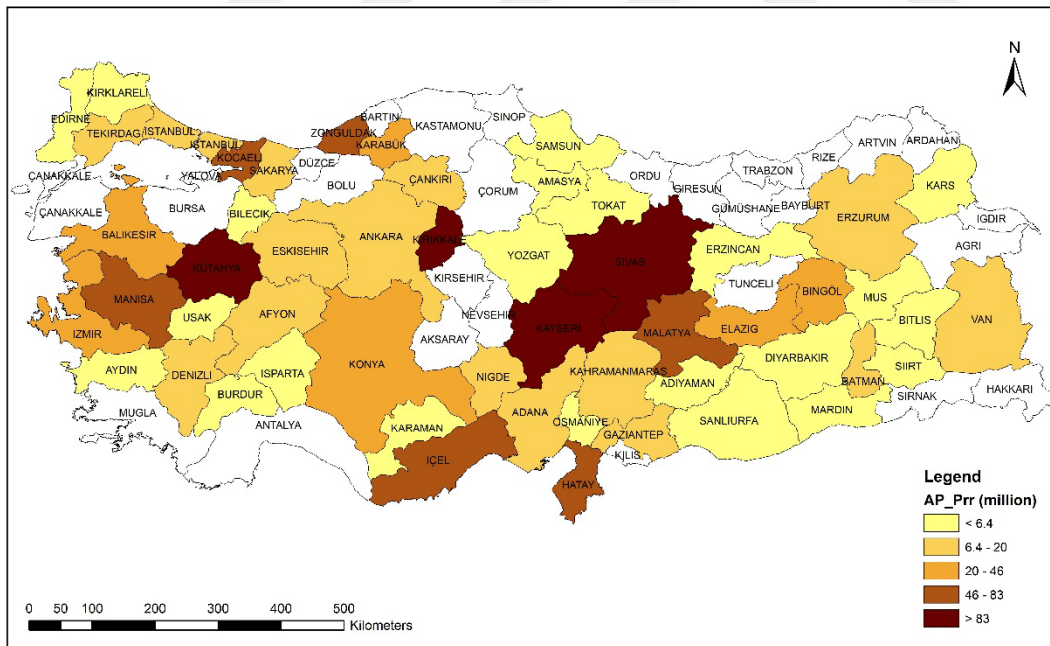 N
KIRKLARELI
EDIRNE
TEKIRDAG
ISTANBUL
ISTANBUL
KOCAELI
YALOVA
SAKARYA
DÜZCE
ZONGULDAK
BARTIN
KARABÜK
KASTAMONU
SINOP
SAMSUN
ÇANKIRI
BOLU
ÇORUM
AMASYA
ORDU
GIRESUN
TRABZON
RIZE
ARTVIN
ARDAHAN
ÇANAKKALE
ÇANAKKALE
BURSA
BILECIK
TOKAT
GÜMÜSHANE
BAYBURT
ERZURUM
KARS
IGDIR
BALIKESIR
ESKISEHIR
ANKARA
KIRIKKALE
YOZGAT
SIVAS
ERZINCAN
AGRI
KÜTAHYA
KIRSEHIR
TUNCELI
BINGÖL
MUS
MANISA
USAK
AFYON
NEVSEHIR
KAYSERI
MALATYA
ELAZIG
BITLIS
VAN
IZMIR
KONYA
AKSARAY
DIYARBAKIR
AYDIN
DENIZLI
ISPARTA
NIGDE
KAHRAMANMARAS
ADIYAMAN
BATMAN
SIIRT
HAKKARI
BURDUR
SIRNAK
MUGLA
ANTALYA
KARAMAN
ADANA
OSMANIYE
GAZIANTEP
SANLIURFA
MARDIN
IÇEL
KILIS
HATAY
Legend
AP_Prr (million)
< 6.4
6.4 - 20
20 - 46
46 - 83
> 83
0 50 100 200 300 400 500
Kilometers